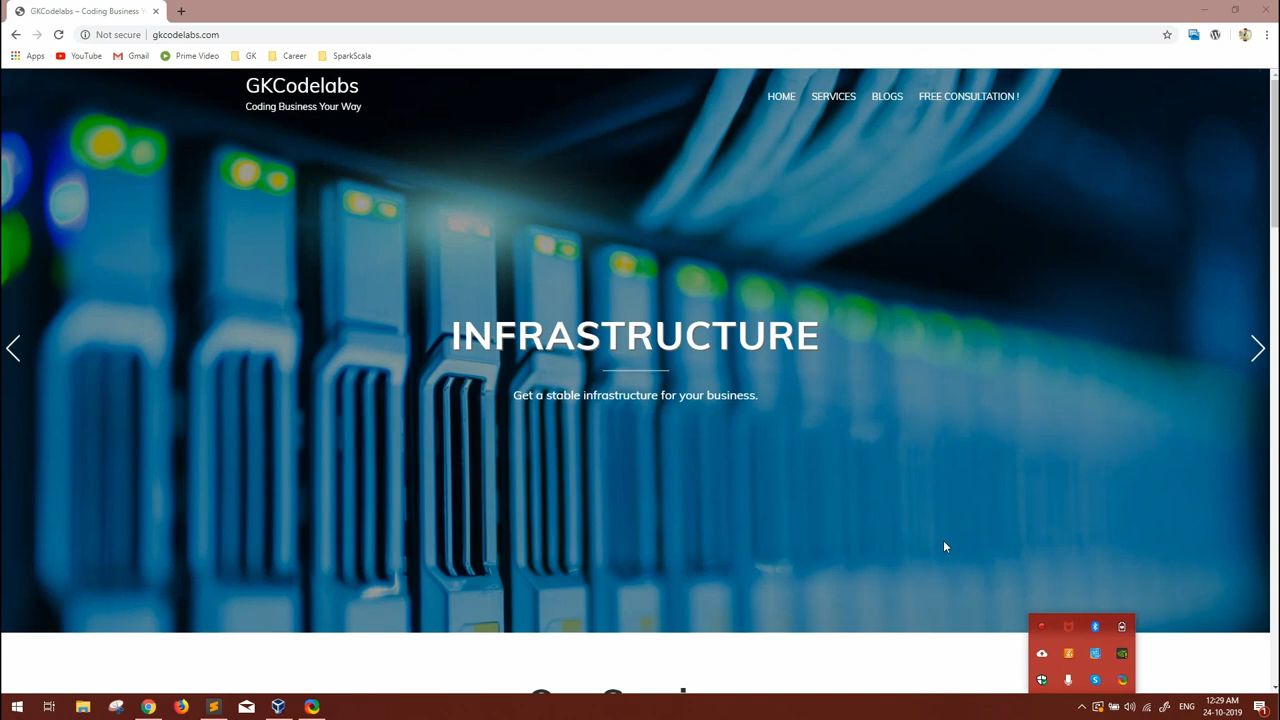 GKCodelabs – Coding Business Y
Not secure
gkcodelabs.com
Apps
YouTube
Gmail
Prime Video
GK
Career
SparkScala
GKCodelabs
Coding Business Your Way
HOME
SERVICES
BLOGS
FREE CONSULTATION !
INFRASTRUCTURE
Get a stable infrastructure for your business.
ENG
12:29 AM
24-10-2019
1